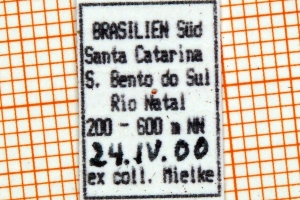 BRASILIEN Süd
Santa Catarina
S. Bento do Sul
Rio Natal
200 - 600 m NN
24.IV.00
ex coll. Mielke